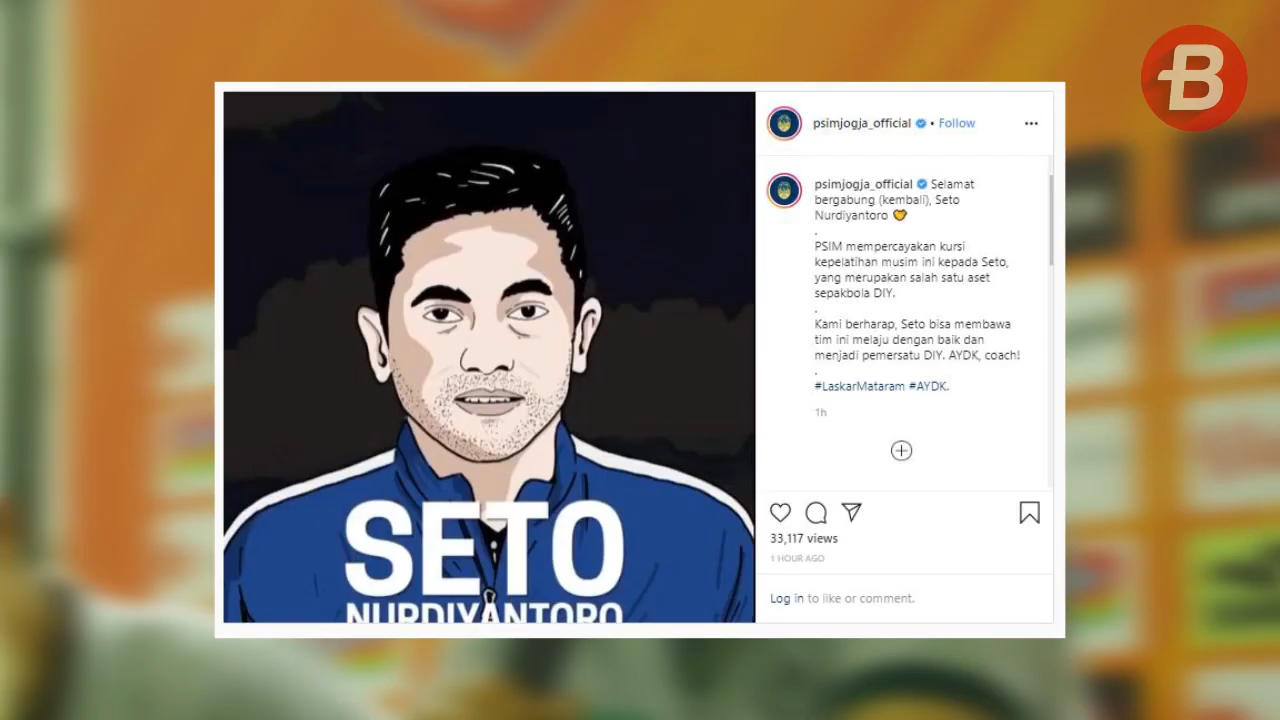 B
SETO
NURDIYANTORO
psimjogja_official • Follow
psimjogja_official Selamat
bergabung (kembali), Seto
Nurdiyantoro
.
PSIM mempercayakan kursi
kepelatihan musim ini kepada Seto,
yang merupakan salah satu aset
sepakbola DIY.
.
Kami berharap, Seto bisa membawa
tim ini melaju dengan baik dan
menjadi pemersatu DIY. AYDK, coach!
.
#LaskarMataram #AYDK.
1h
33,117 views
1 HOUR AGO
Log in to like or comment.